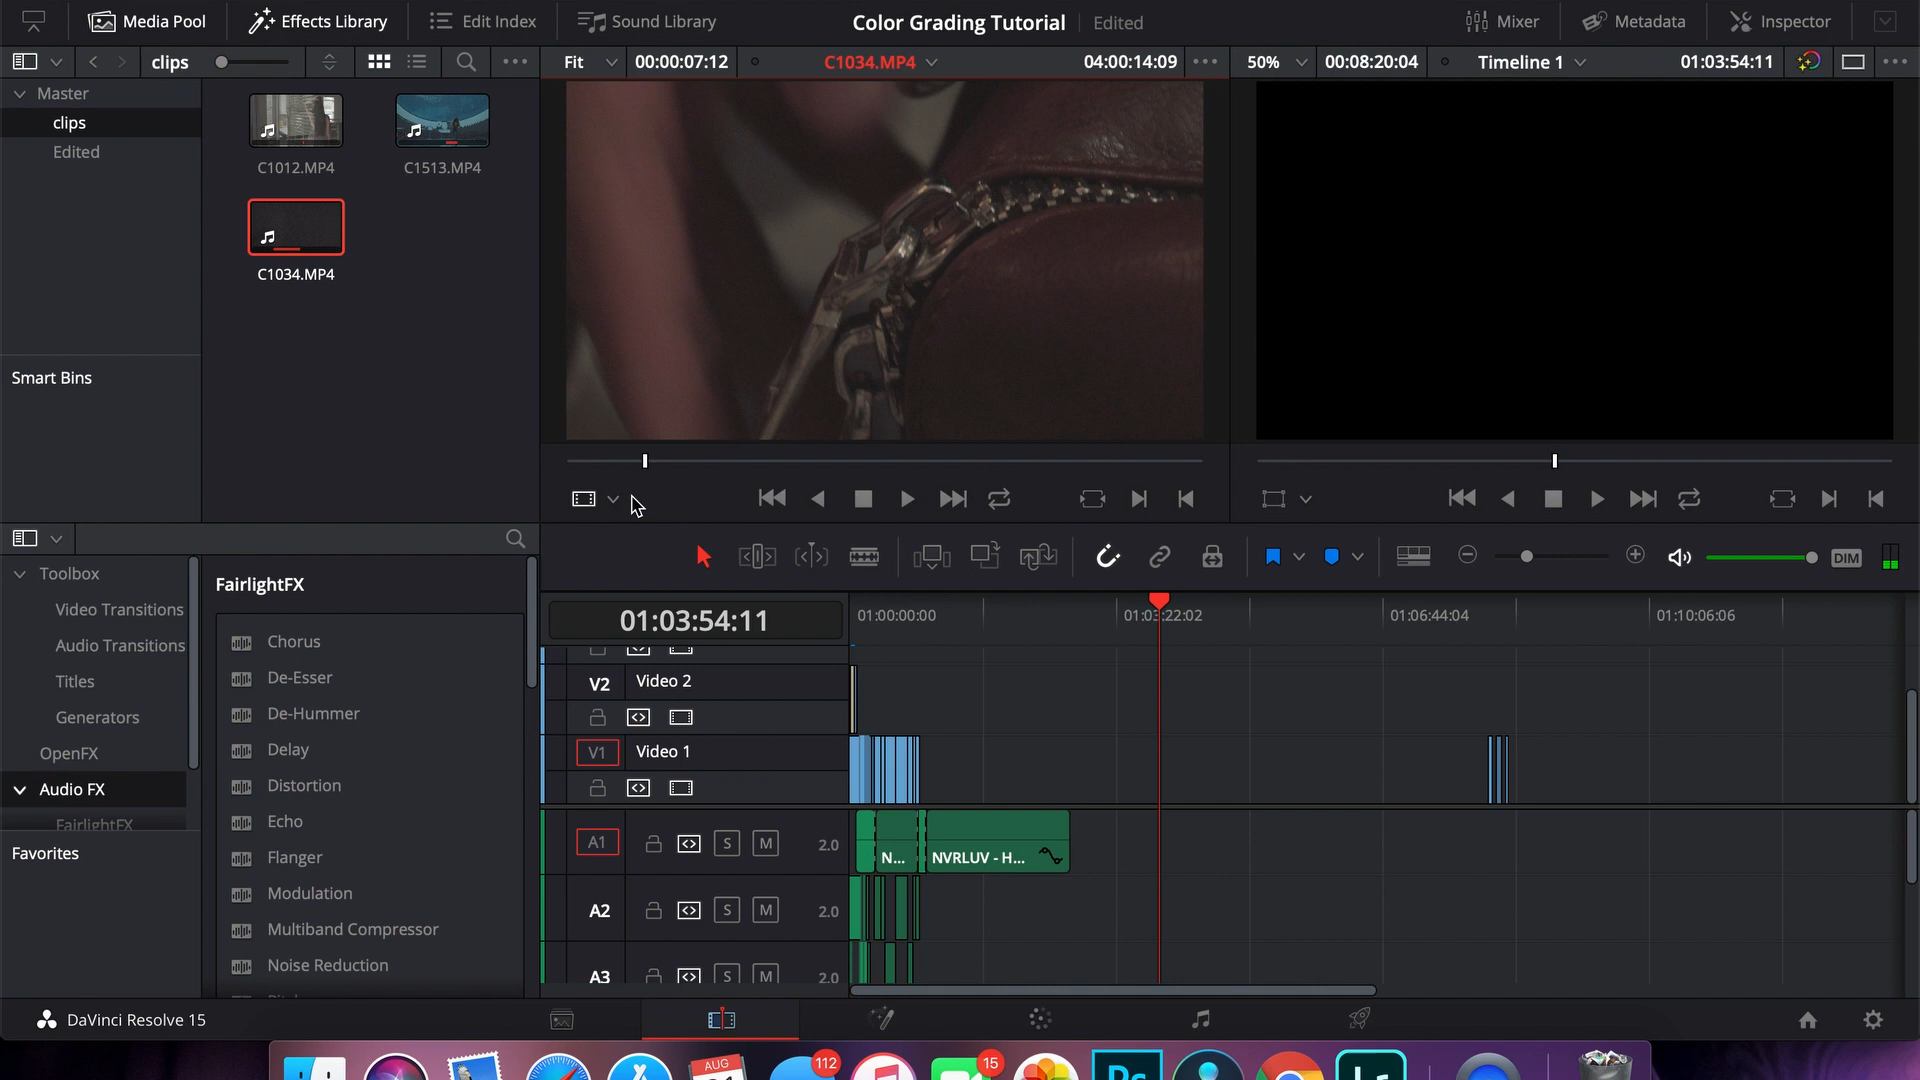 Media Pool
Effects Library
Edit Index
Sound Library
Color Grading Tutorial
Edited
Mixer
Metadata
Inspector
clips
Fit
00:00:07:12
C1034.MP4
04:00:14:09
50%
00:08:20:04
Timeline 1
01:03:54:11
Master
clips
Edited
C1012.MP4
C1513.MP4
C1034.MP4
Smart Bins
DIM
Toolbox
Video Transitions
Audio Transitions
Titles
Generators
OpenFX
Audio FX
FairlightFX
Favorites
FairlightFX
Chorus
De-Esser
De-Hummer
Delay
Distortion
Echo
Flanger
Modulation
Multiband Compressor
Noise Reduction
01:03:54:11
01:00:00:00
01:03:22:02
01:06:44:04
01:10:06:06
V2
Video 2
V1
Video 1
A1
S
M
2.0
N...
NVRLUV - H...
A2
S
M
2.0
A3
S
M
2.0
DaVinci Resolve 15
AUG
112
15